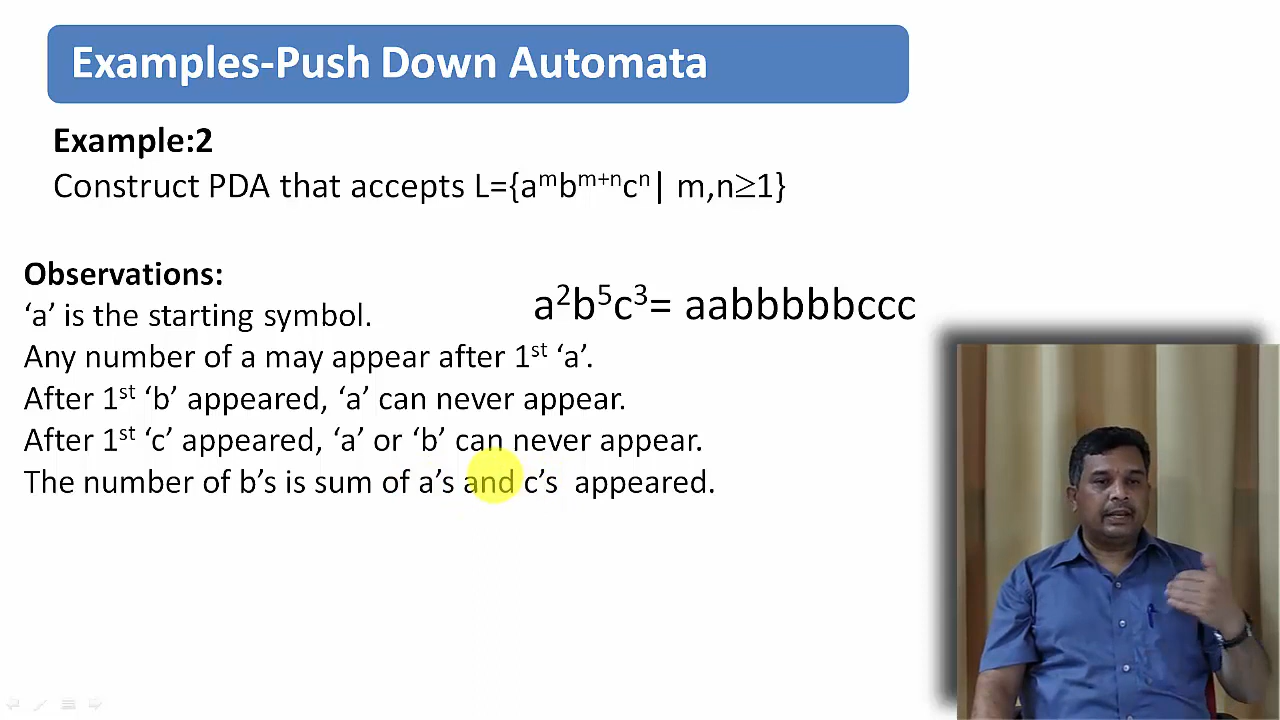 Examples-Push Down Automata
Example:2
Construct PDA that accepts L={aᵐbᵐ⁺ⁿcⁿ| m,n≥1}
Observations:
‘a’ is the starting symbol.
a²b⁵c³= aabbbbbccc
Any number of a may appear after 1ˢᵗ ‘a’.
After 1ˢᵗ ‘b’ appeared, ‘a’ can never appear.
After 1ˢᵗ ‘c’ appeared, ‘a’ or ‘b’ can never appear.
The number of b’s is sum of a’s and c’s appeared.